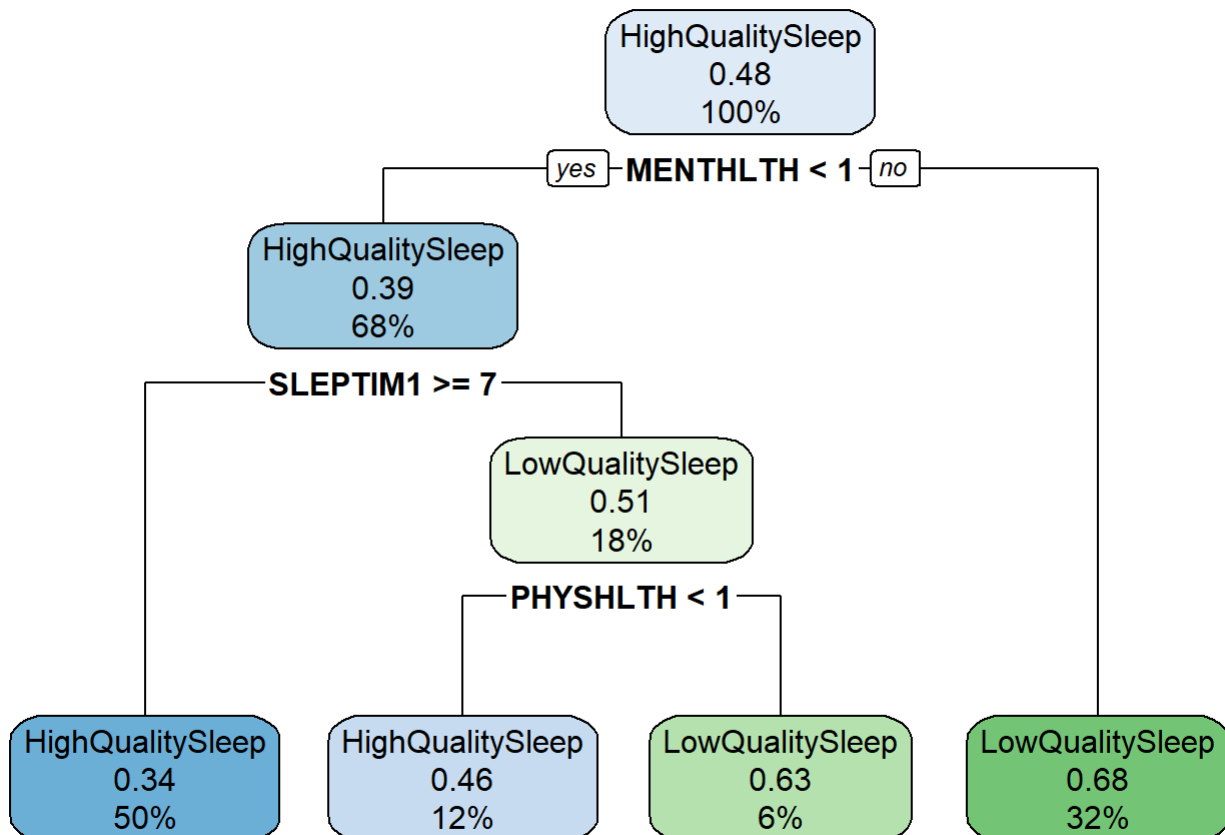 HighQualitySleep
0.48
100%
yes MENTHLTH < 1 no
HighQualitySleep
0.39
68%
SLEPTIM1 >= 7
LowQualitySleep
0.51
18%
PHYSHLTH < 1
HighQualitySleep
0.34
50%
HighQualitySleep
0.46
12%
LowQualitySleep
0.63
6%
LowQualitySleep
0.68
32%